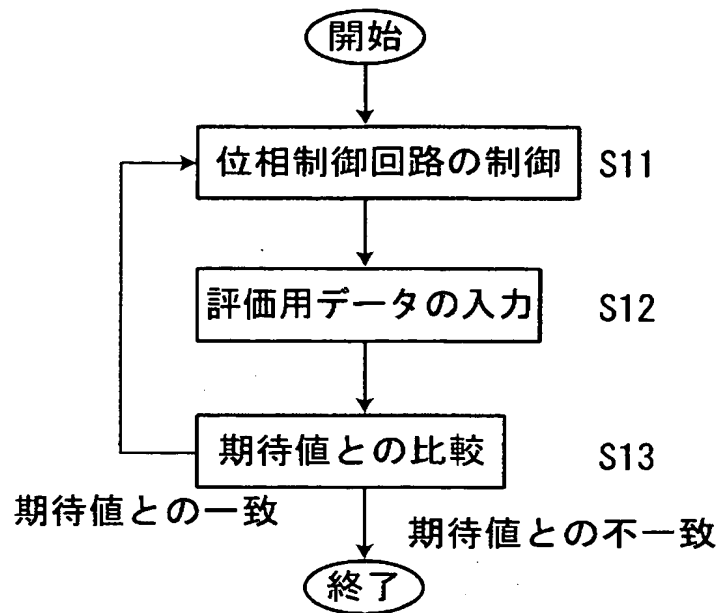 開始
位相制御回路の制御 S11
評価用データの入力 S12
期待値との比較 S13
期待値との一致
期待値との不一致
終了